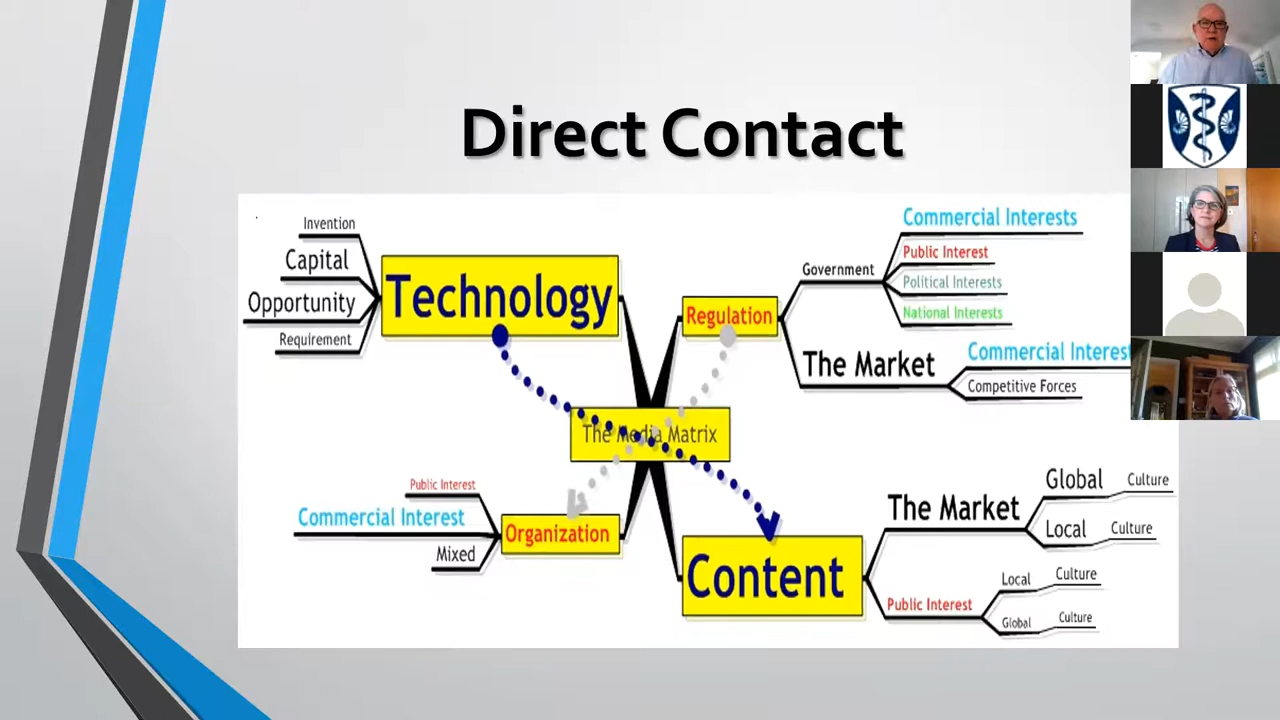 Direct Contact
Invention
Capital
Opportunity
Requirement
Technology
Regulation
Government
Commercial Interests
Public Interest
Political Interests
National Interests
The Market
Commercial Interest
Competitive Forces
The Media Matrix
Public Interest
Commercial Interest
Mixed
Organization
Content
The Market
Global Culture
Local Culture
Public Interest
Local Culture
Global Culture